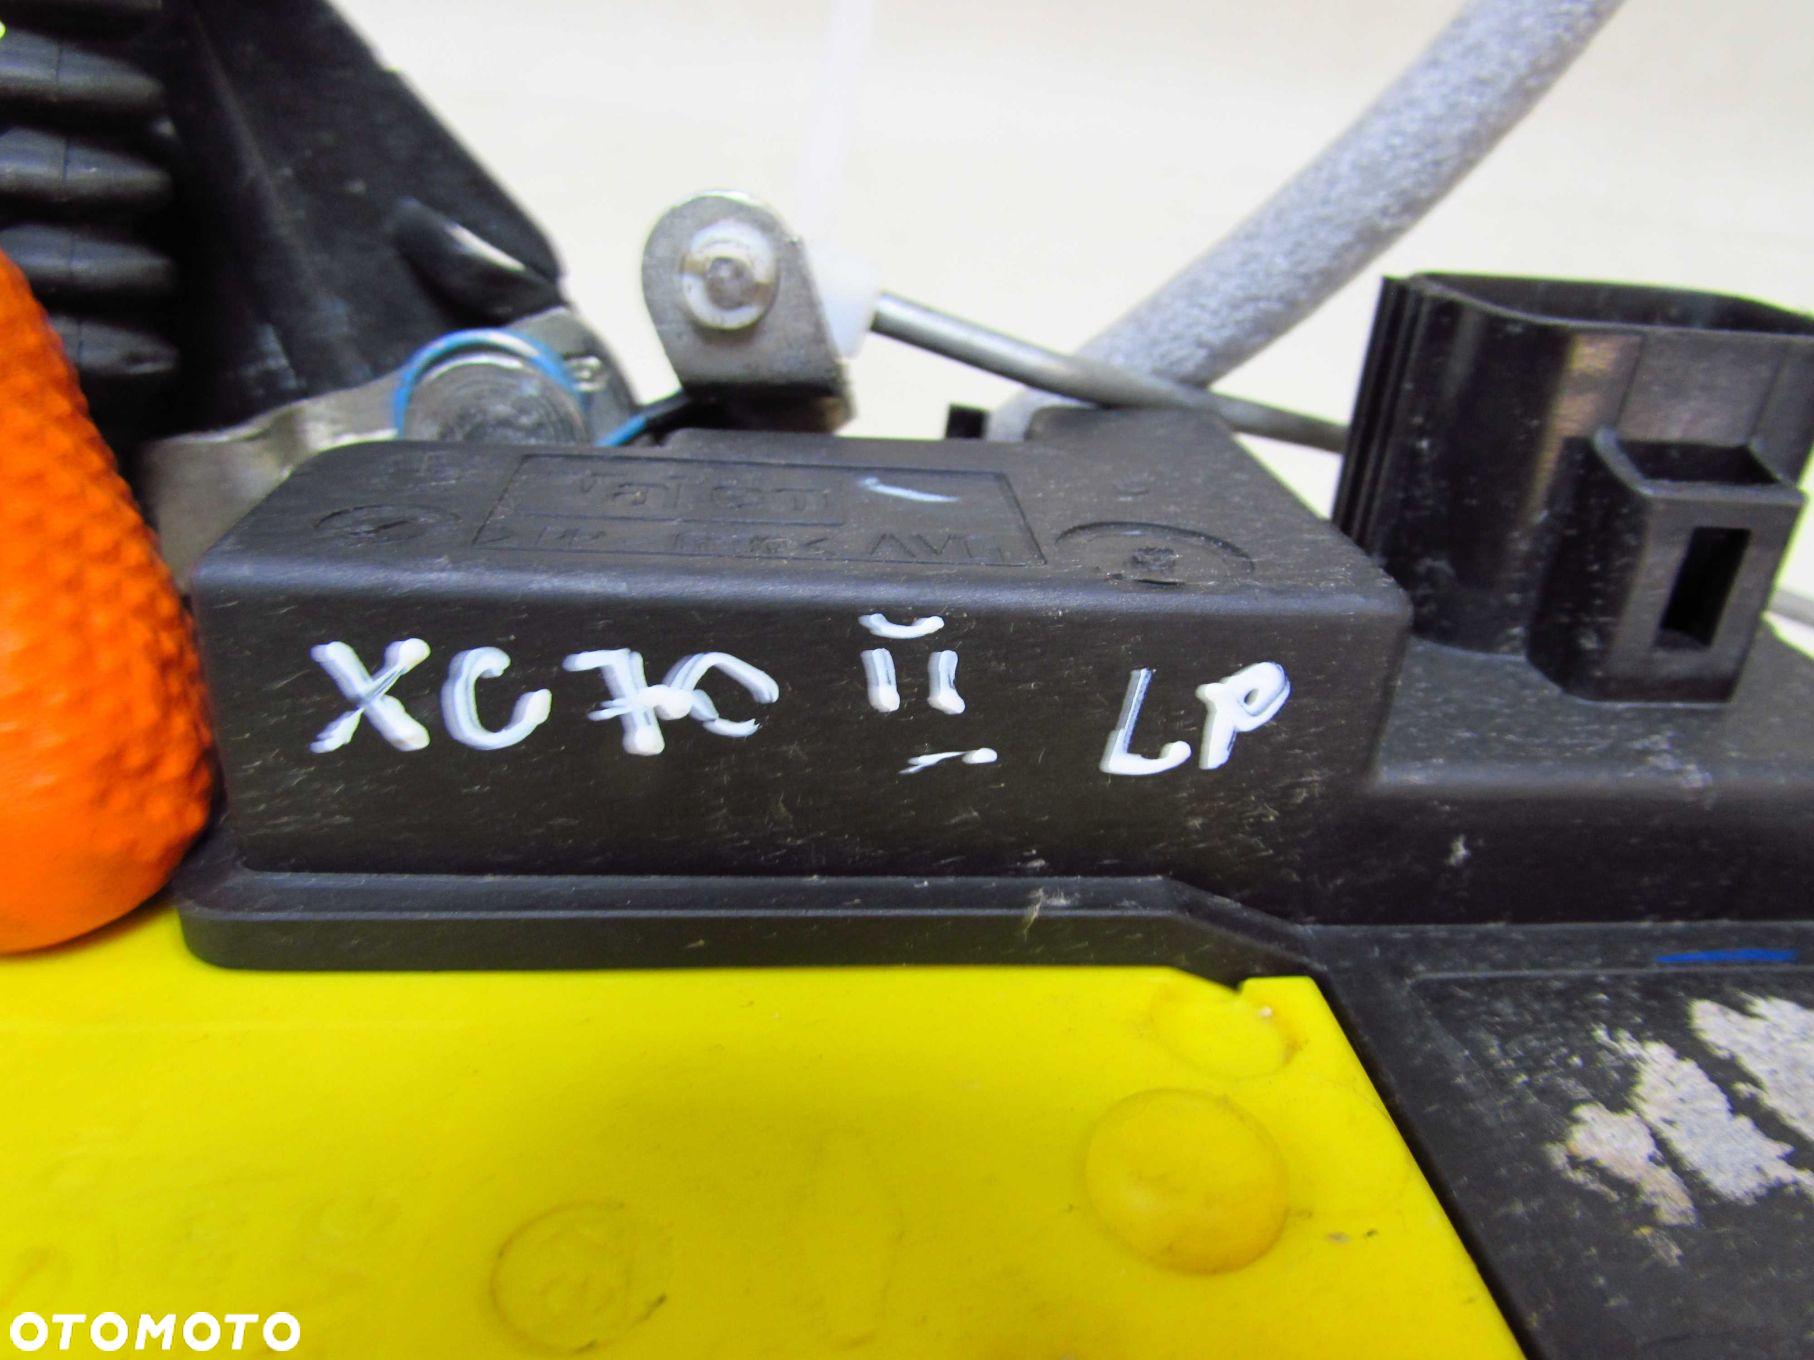 XC70 II - LP
OTOMOTO